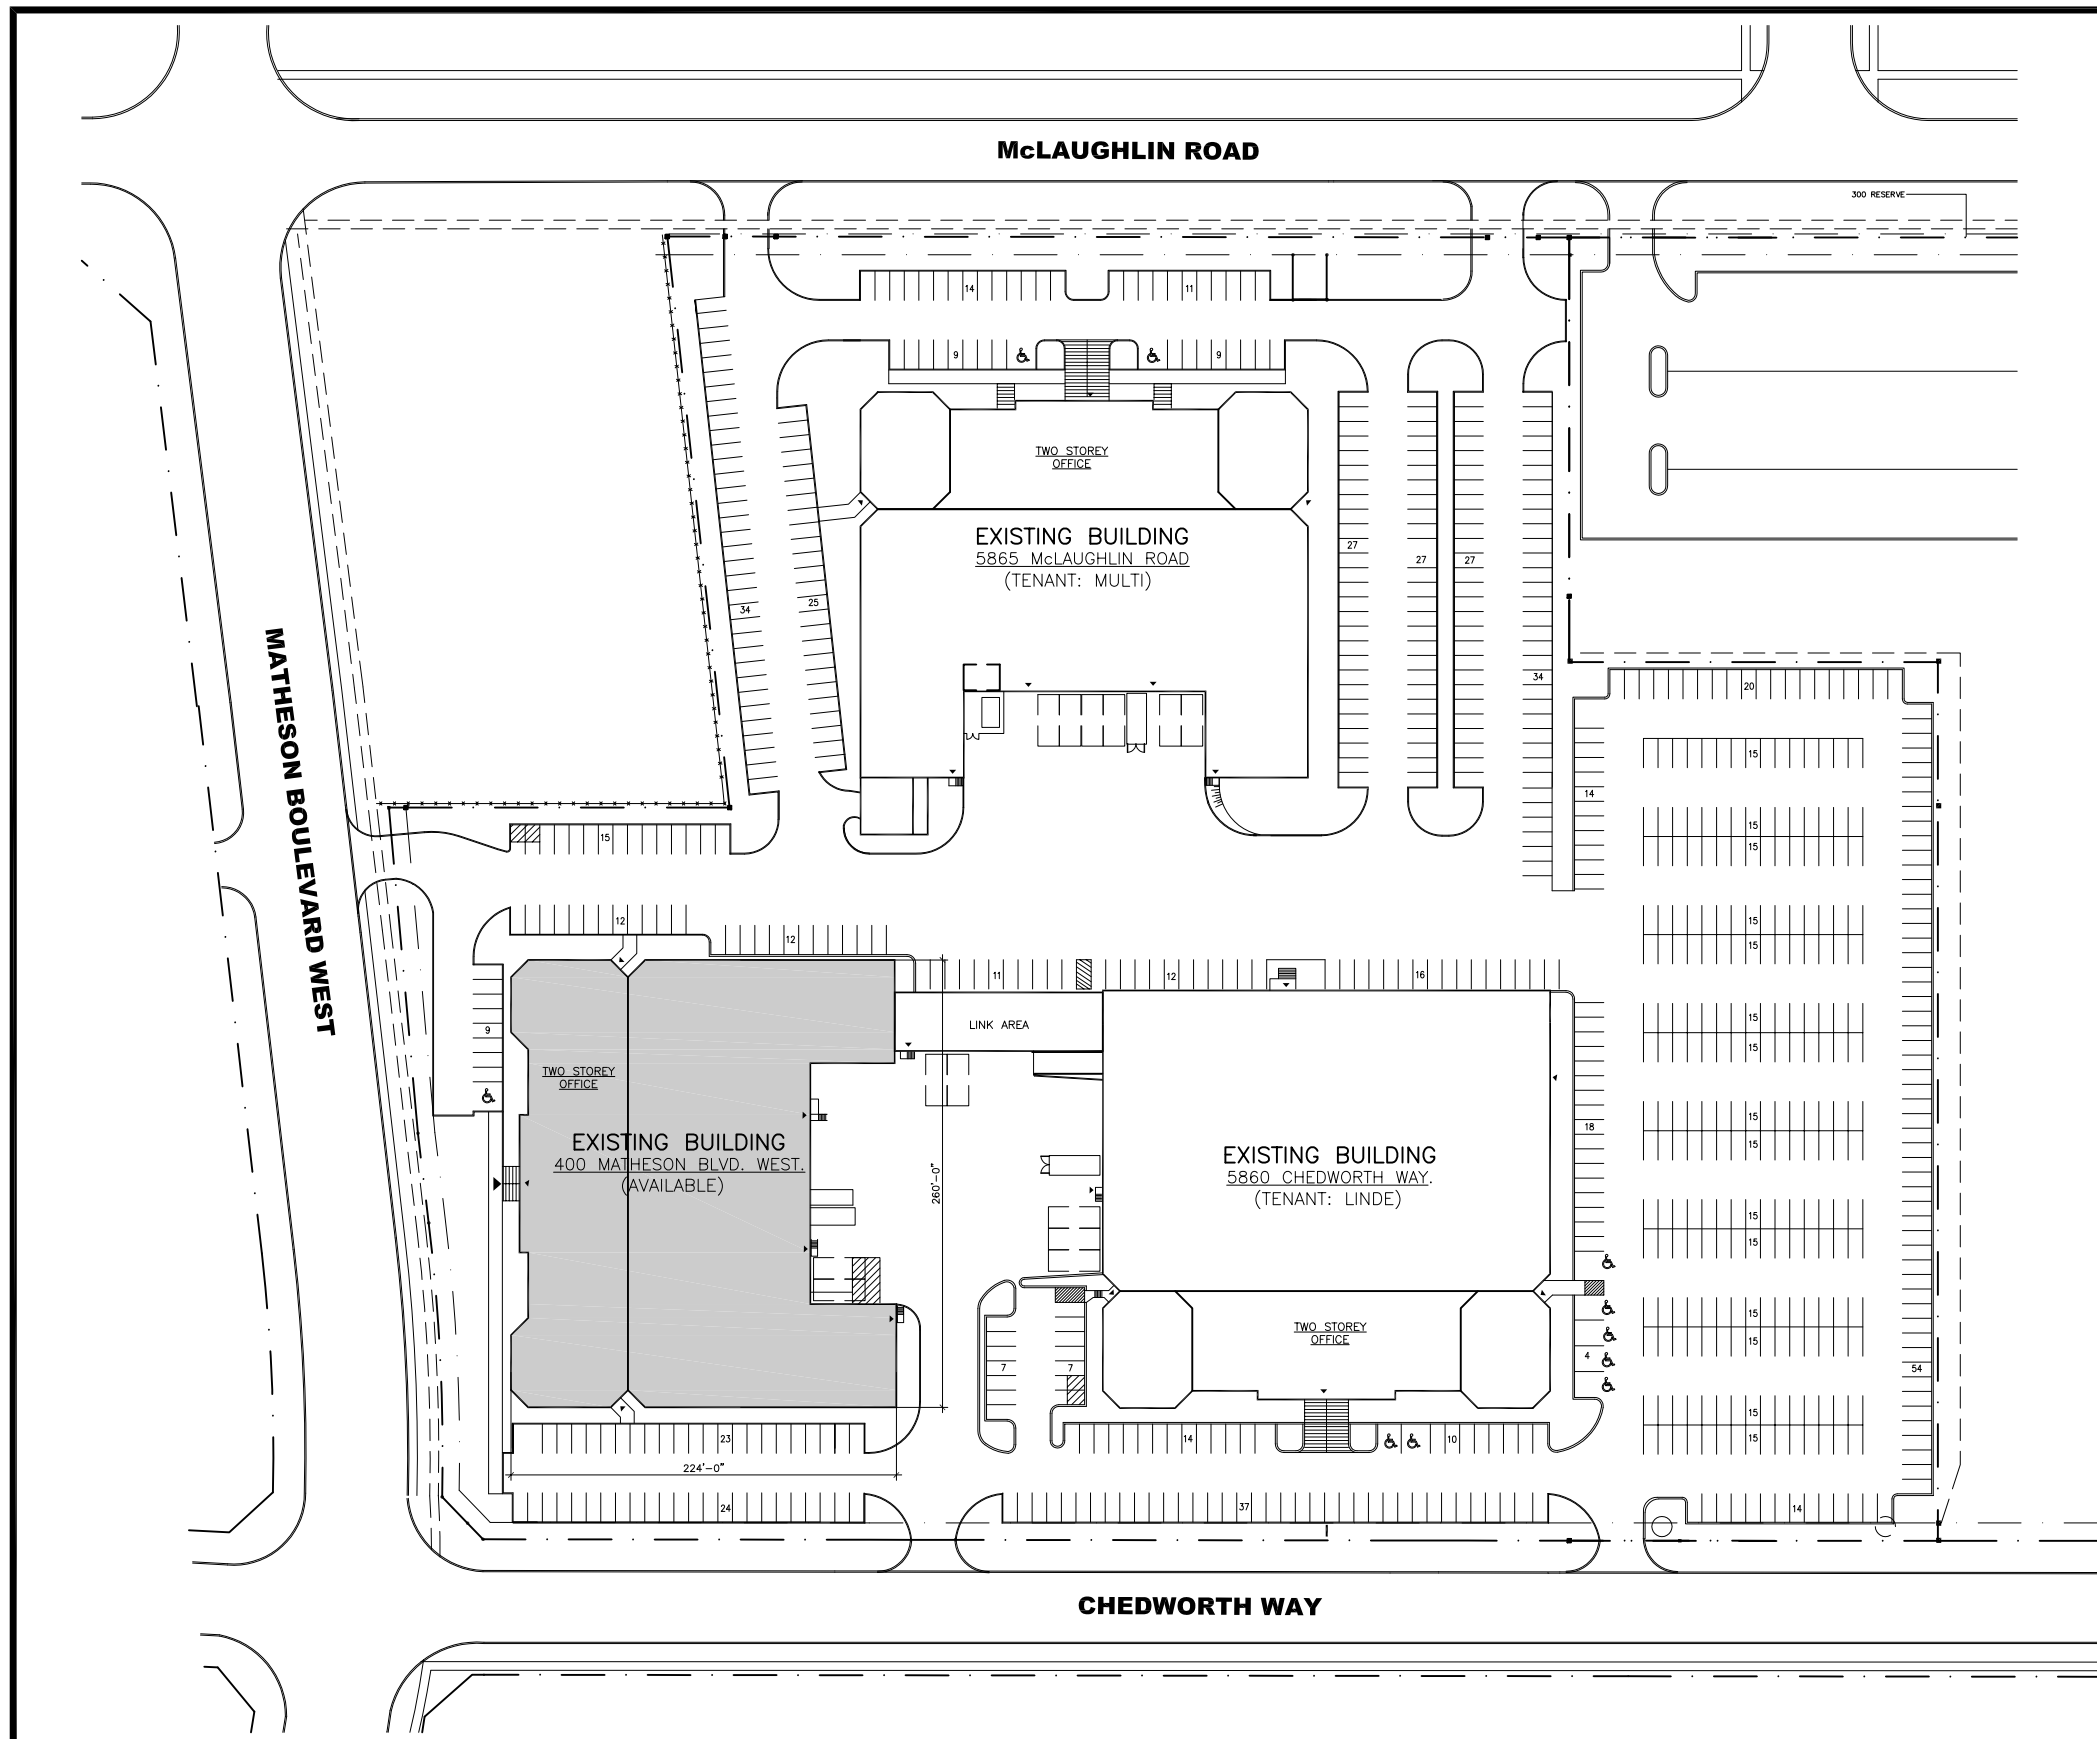 McLAUGHLIN ROAD
300 RESERVE
14
11
9
9
TWO STOREY
OFFICE
EXISTING BUILDING
5865 McLAUGHLIN ROAD
(TENANT: MULTI)
27
27
27
34
25
34
MATHESON BOULEVARD WEST
20
15
14
15
15
15
12
12
15
15
11
12
16
15
15
LINK AREA
9
TWO STOREY
OFFICE
EXISTING BUILDING
400 MATHESON BLVD. WEST.
(AVAILABLE)
260'-0"
EXISTING BUILDING
5860 CHEDWORTH WAY.
(TENANT: LINDE)
18
15
15
15
15
TWO STOREY
OFFICE
7
7
4
15
15
54
23
14
10
15
15
224'-0"
24
37
14
CHEDWORTH WAY